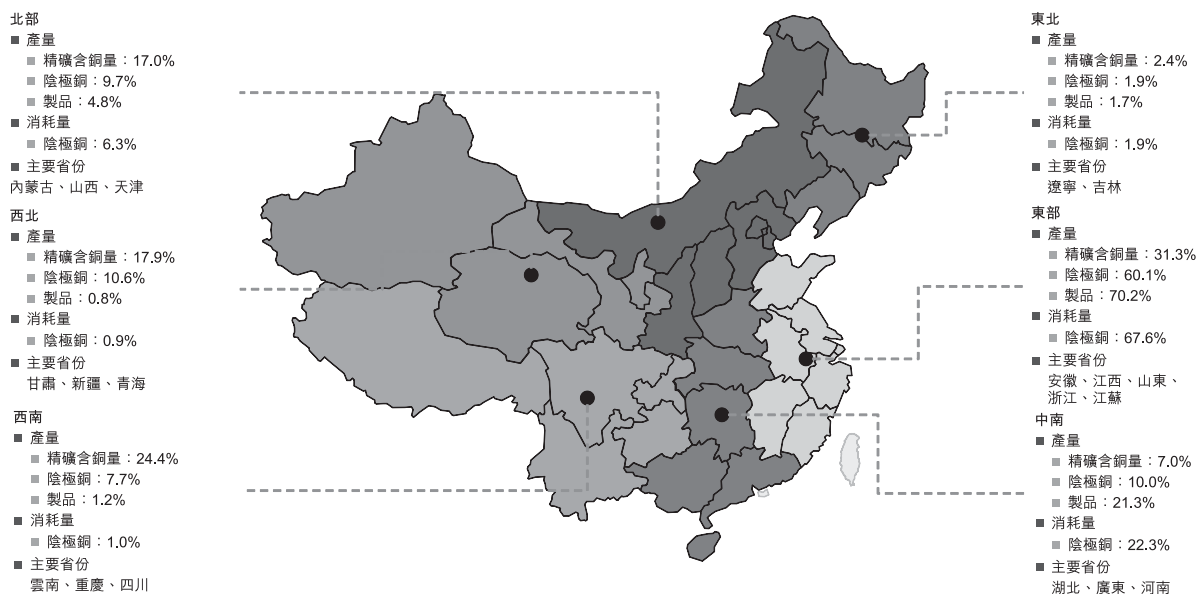 北部
■ 產量
■ 精礦含銅量：17.0%
■ 陰極銅：9.7%
■ 製品：4.8%
■ 消耗量
■ 陰極銅：6.3%
■ 主要省份
內蒙古、山西、天津
西北
■ 產量
■ 精礦含銅量：17.9%
■ 陰極銅：10.6%
■ 製品：0.8%
■ 消耗量
■ 陰極銅：0.9%
■ 主要省份
甘肅、新疆、青海
西南
■ 產量
■ 精礦含銅量：24.4%
■ 陰極銅：7.7%
■ 製品：1.2%
■ 消耗量
■ 陰極銅：1.0%
■ 主要省份
雲南、重慶、四川
東北
■ 產量
■ 精礦含銅量：2.4%
■ 陰極銅：1.9%
■ 製品：1.7%
■ 消耗量
■ 陰極銅：1.9%
■ 主要省份
遼寧、吉林
東部
■ 產量
■ 精礦含銅量：31.3%
■ 陰極銅：60.1%
■ 製品：70.2%
■ 消耗量
■ 陰極銅：67.6%
■ 主要省份
安徽、江西、山東、
浙江、江蘇
中南
■ 產量
■ 精礦含銅量：7.0%
■ 陰極銅：10.0%
■ 製品：21.3%
■ 消耗量
■ 陰極銅：22.3%
■ 主要省份
湖北、廣東、河南